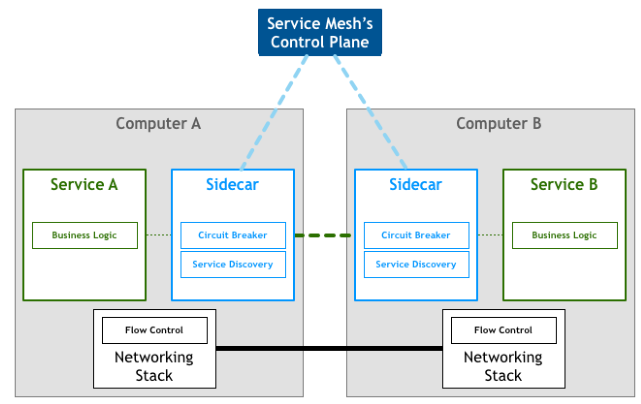 Service Mesh's
Control Plane
Computer A
Computer B
Service A
Sidecar
Sidecar
Service B
Business Logic
Circuit Breaker
Circuit Breaker
Business Logic
Service Discovery
Service Discovery
Flow Control
Flow Control
Networking
Stack
Networking
Stack